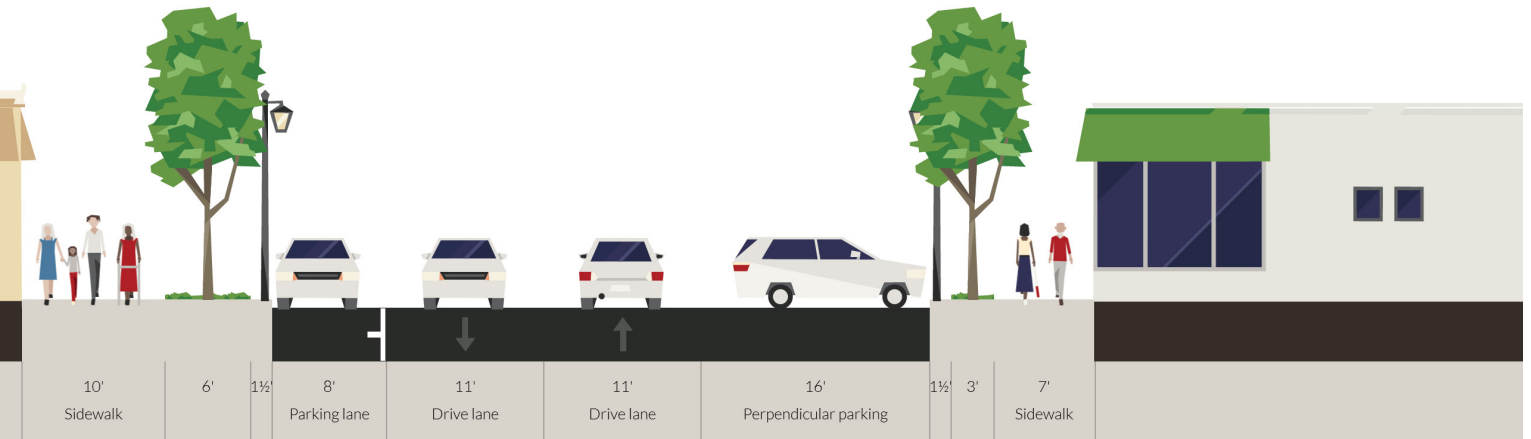 10' 6' 1½' 8' 11' 11' 16' 1½' 3' 7'
Sidewalk Parking lane Drive lane Drive lane Perpendicular parking Sidewalk